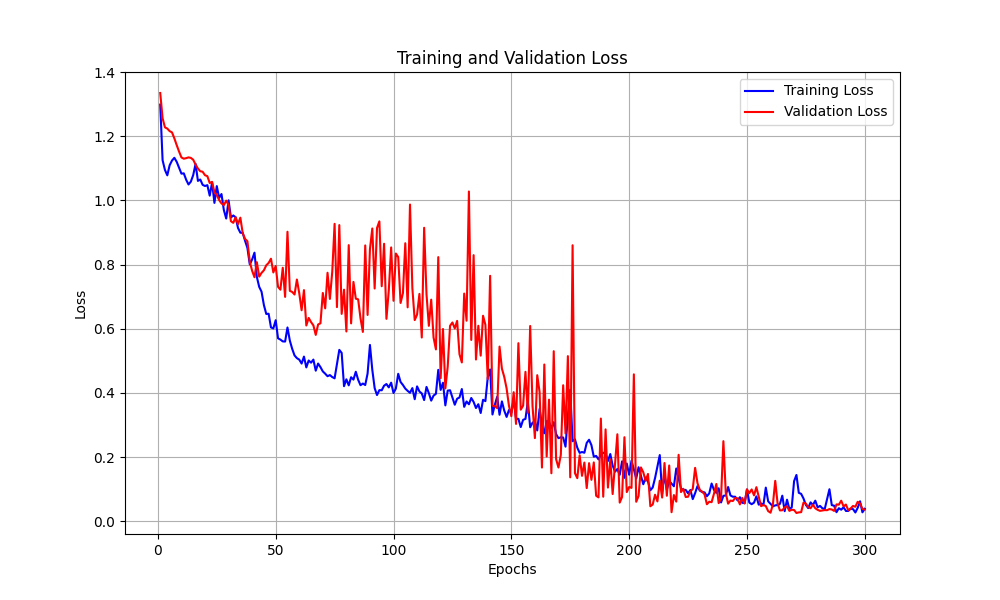 Training and Validation Loss
Training Loss
Validation Loss
1.4
1.2
1.0
0.8
0.6
0.4
0.2
0.0
Loss
0 50 100 150 200 250 300
Epochs